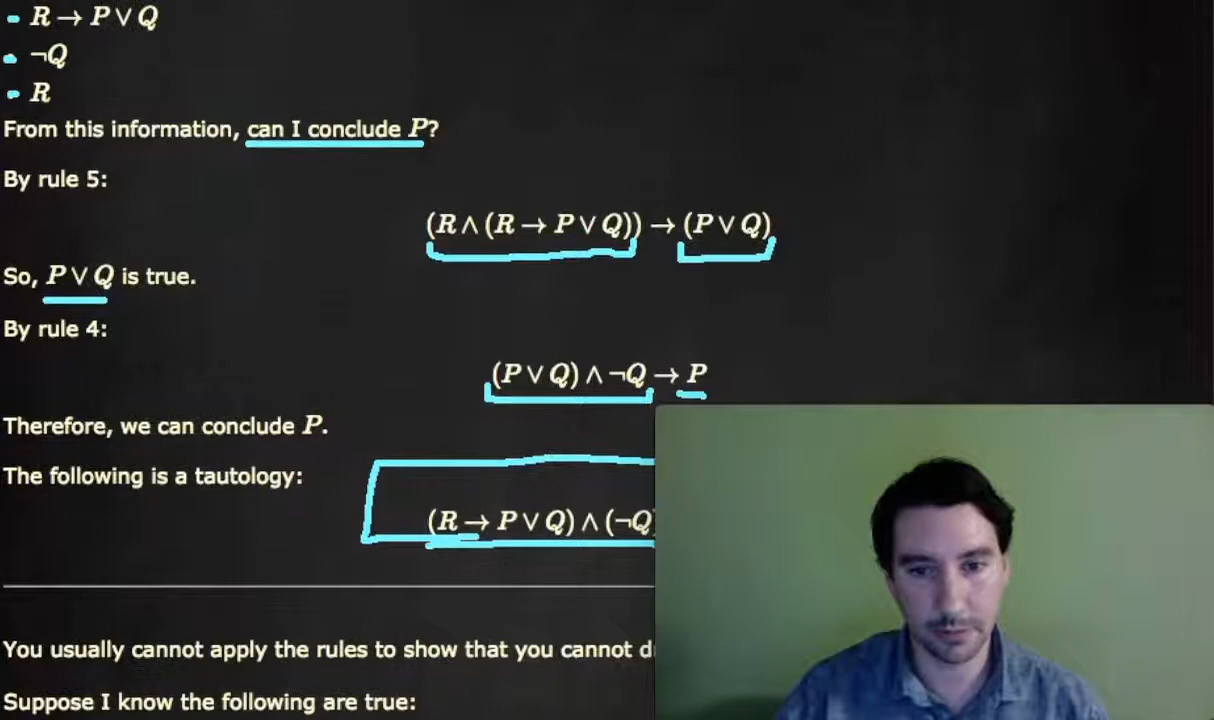 R → P ∨ Q
¬Q
R
From this information, can I conclude P?
By rule 5:
(R ∧ (R → P ∨ Q)) → (P ∨ Q)
So, P ∨ Q is true.
By rule 4:
(P ∨ Q) ∧ ¬Q → P
Therefore, we can conclude P.
The following is a tautology:
(R → P ∨ Q) ∧ (¬Q)
You usually cannot apply the rules to show that you cannot
Suppose I know the following are true: